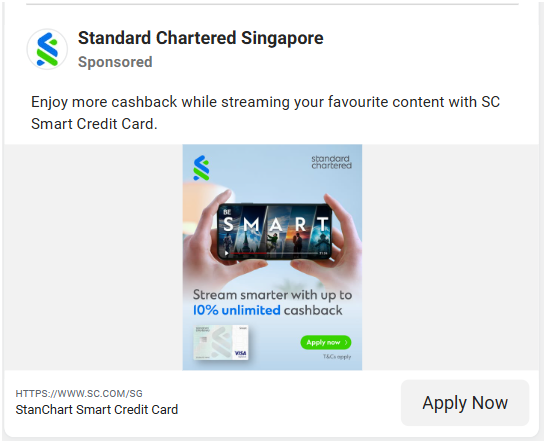 Standard Chartered Singapore
Sponsored
Enjoy more cashback while streaming your favourite content with SC
Smart Credit Card.
standard
chartered
BE
SMART
Stream smarter with up to
10% unlimited cashback
VISA
Apply now
T&Cs apply
HTTPS://WWW.SC.COM/SG
StanChart Smart Credit Card
Apply Now